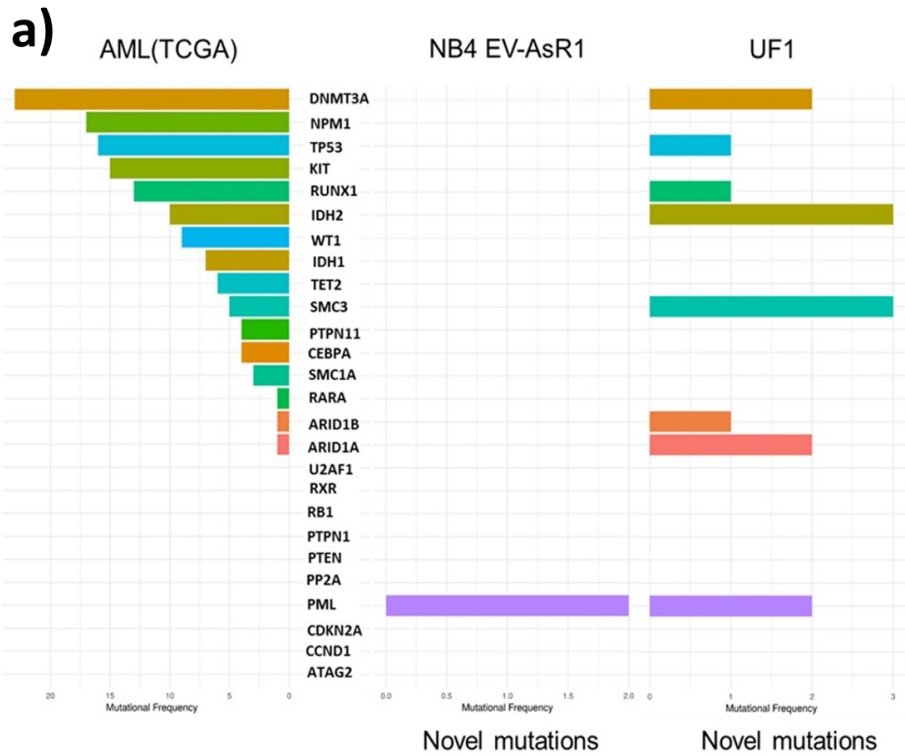 a)
AML(TCGA) NB4 EV-AsR1 UF1
DNMT3A
NPM1
TP53
KIT
RUNX1
IDH2
WT1
IDH1
TET2
SMC3
PTPN11
CEBPA
SMC1A
RARA
ARID1B
ARID1A
U2AF1
RXR
RB1
PTPN1
PTEN
PP2A
PML
CDKN2A
CCND1
ATAG2
20 15 10 5 0 0.0 0.5 1.0 1.5 2.0 0 1 2 3
Mutational Frequency Mutational Frequency Mutational Frequency
Novel mutations Novel mutations